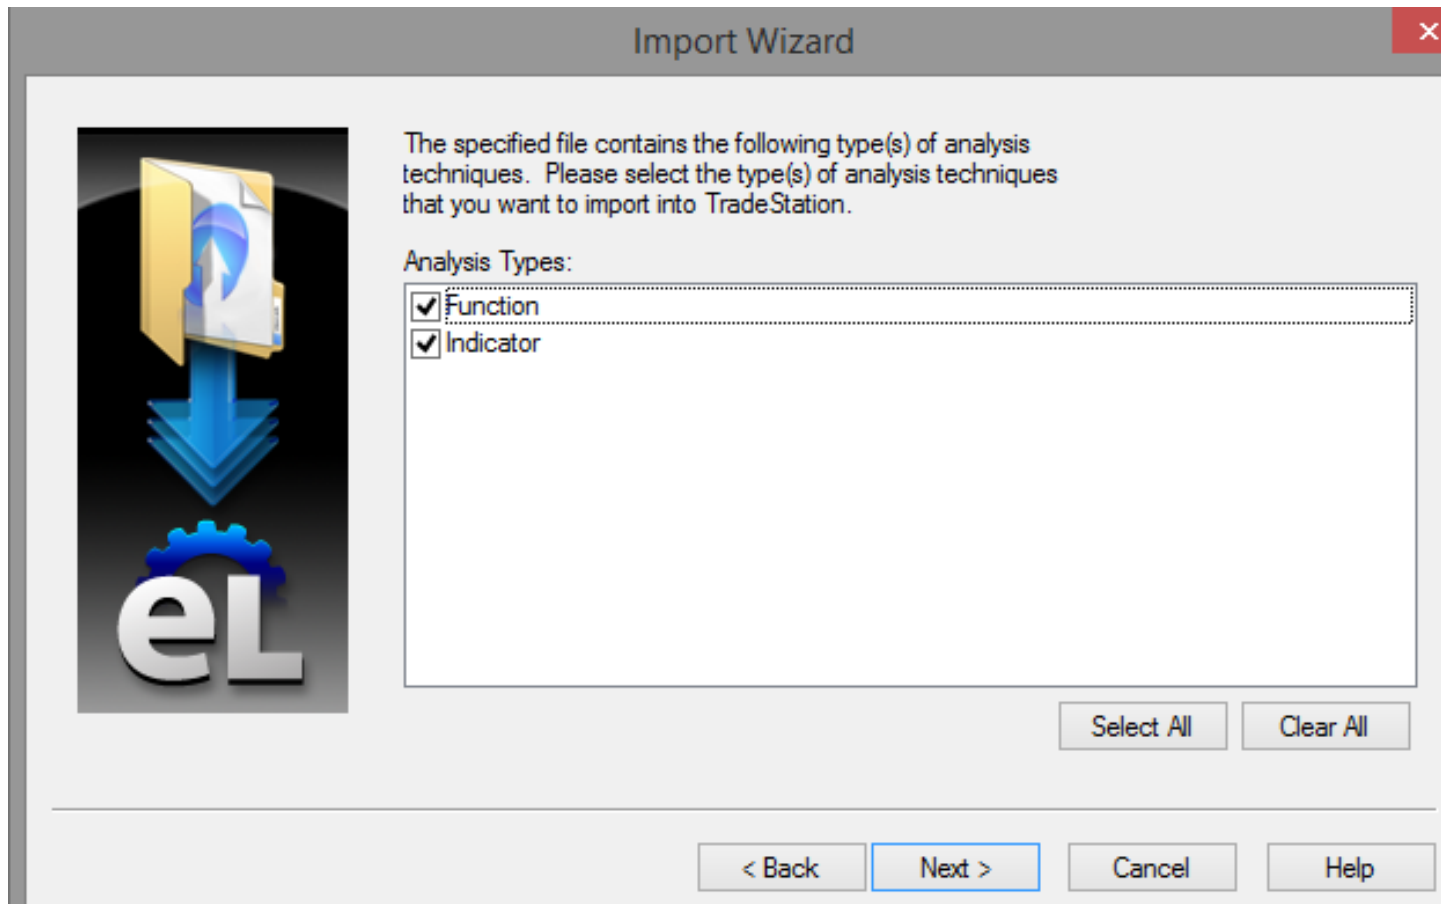 Import Wizard
The specified file contains the following type(s) of analysis
techniques. Please select the type(s) of analysis techniques
that you want to import into TradeStation.
Analysis Types:
Function
Indicator
eL
Select All
Clear All
< Back
Next >
Cancel
Help